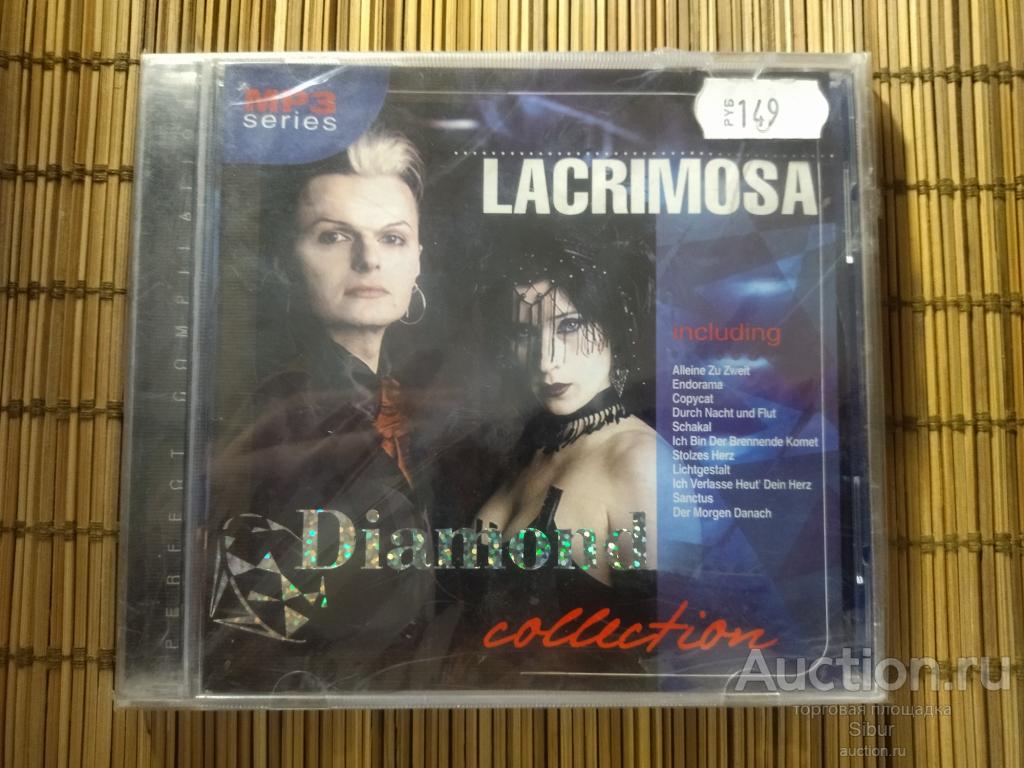 MP3
series
РУБ 149
LACRIMOSA
including
Alleine Zu Zweit
Endorama
Copycat
Durch Nacht und Flut
Schakal
Ich Bin Der Brennende Komet
Stolzes Herz
Lichtgestalt
Ich Verlasse Heut' Dein Herz
Sanctus
Der Morgen Danach
Diamond
collection
PERFECT COMPILATION
Auction.ru
торговая площадка
Sibur
auction.ru